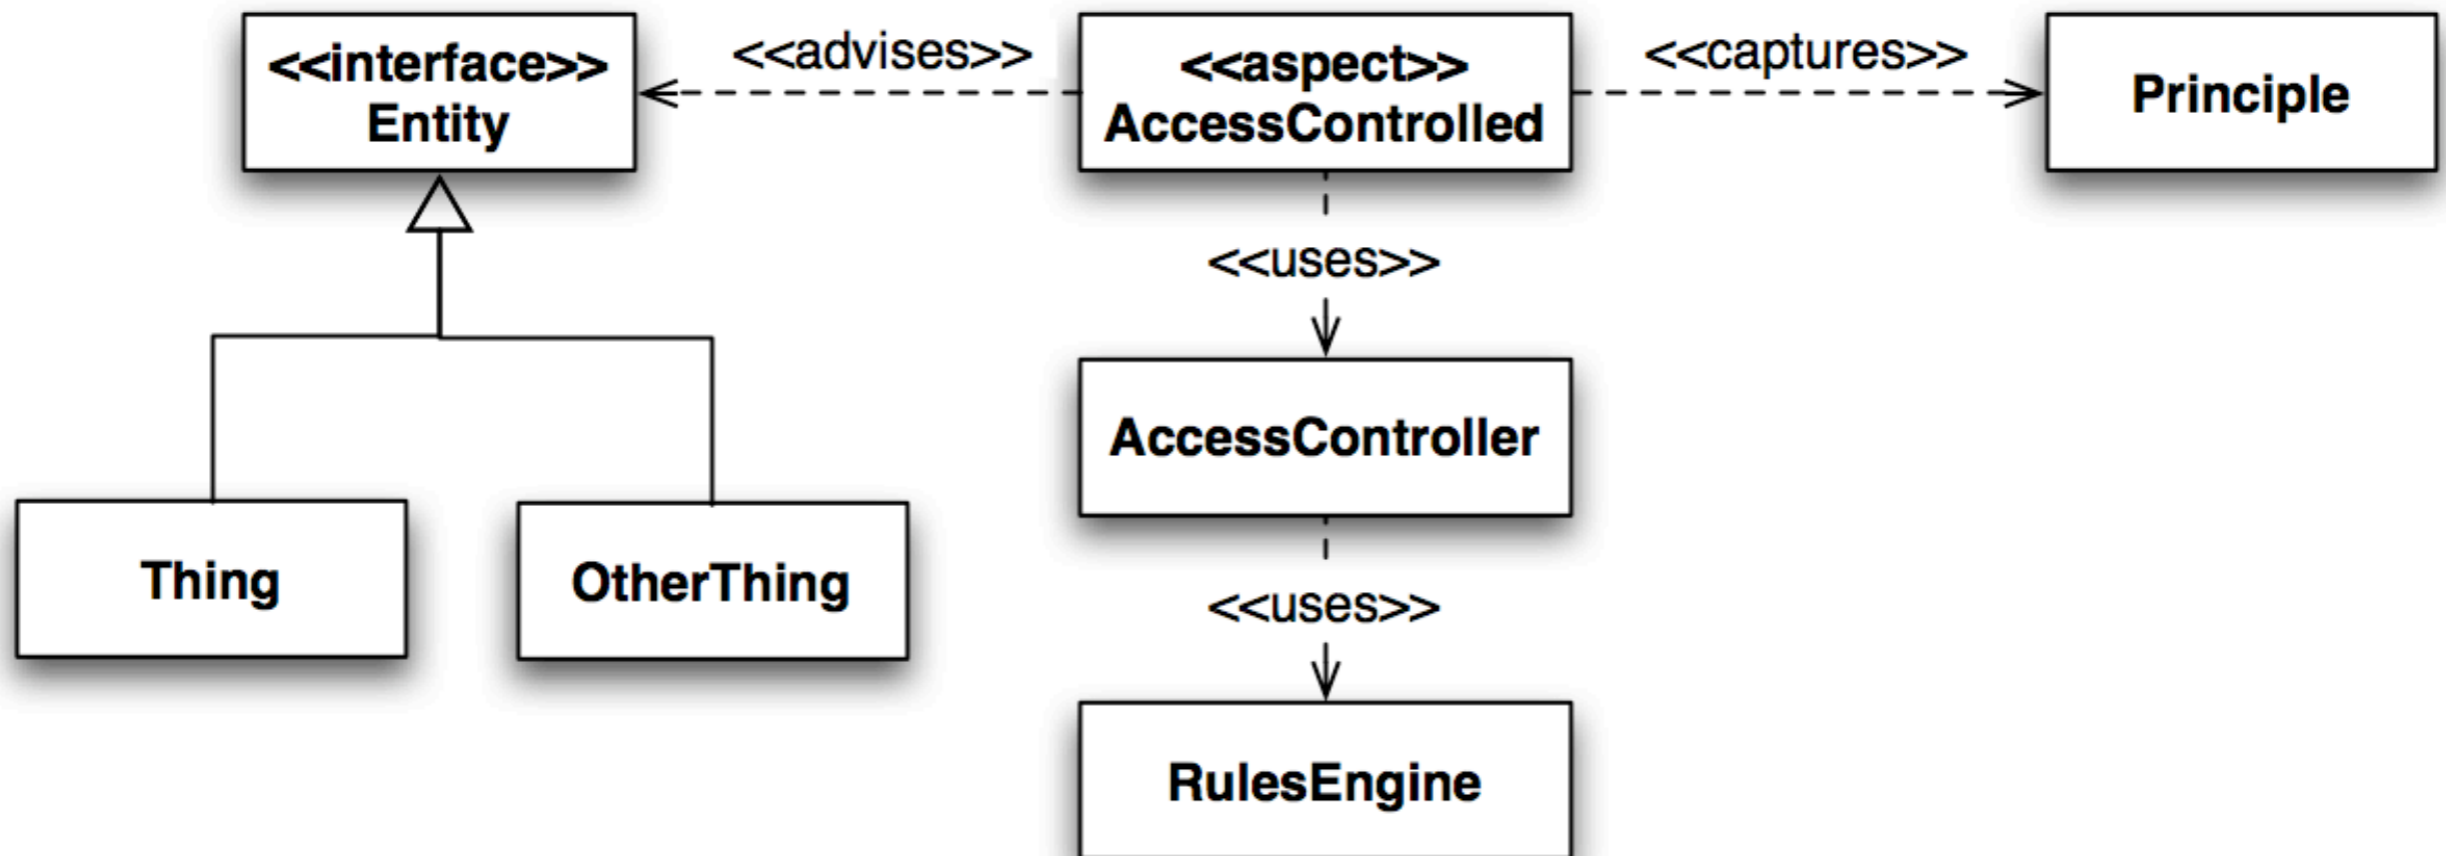 <<interface>>
Entity
<<advises>>
<<aspect>>
AccessControlled
<<captures>>
Principle
<<uses>>
AccessController
Thing
OtherThing
<<uses>>
RulesEngine